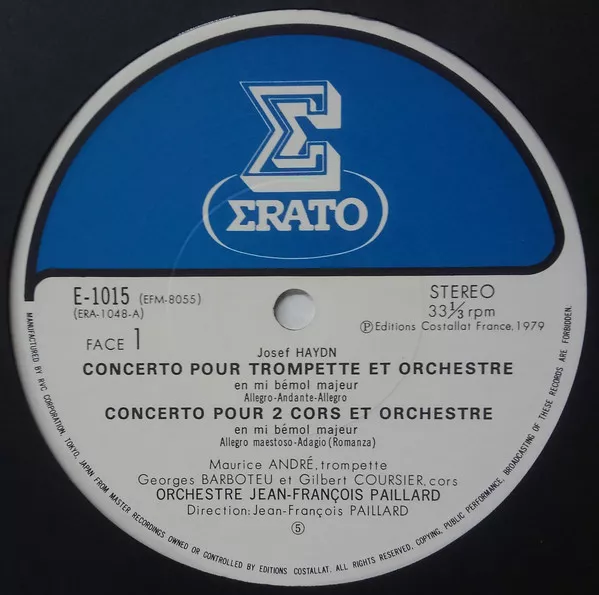 ΣRATO
E-1015 (EFM-8055)
(ERA-1048-A)
FACE 1
STEREO
33 1/3 rpm
Ⓟ Editions Costallat France, 1979
Josef HAYDN
CONCERTO POUR TROMPETTE ET ORCHESTRE
en mi bémol majeur
Allegro-Andante-Allegro
CONCERTO POUR 2 CORS ET ORCHESTRE
en mi bémol majeur
Allegro maestoso-Adagio (Romanza)
Maurice ANDRÉ, trompette
Georges BARBOTEU et Gilbert COURSIER, cors
ORCHESTRE JEAN-FRANÇOIS PAILLARD
Direction: Jean-François PAILLARD
⑤
MANUFACTURED BY RVC CORPORATION, TOKYO, JAPAN FROM MASTER RECORDINGS OWNED OR CONTROLLED BY EDITIONS COSTALLAT. ALL RIGHTS RESERVED, COPYING, PUBLIC PERFORMANCE, BROADCASTING OF THESE RECORDS ARE FORBIDDEN.